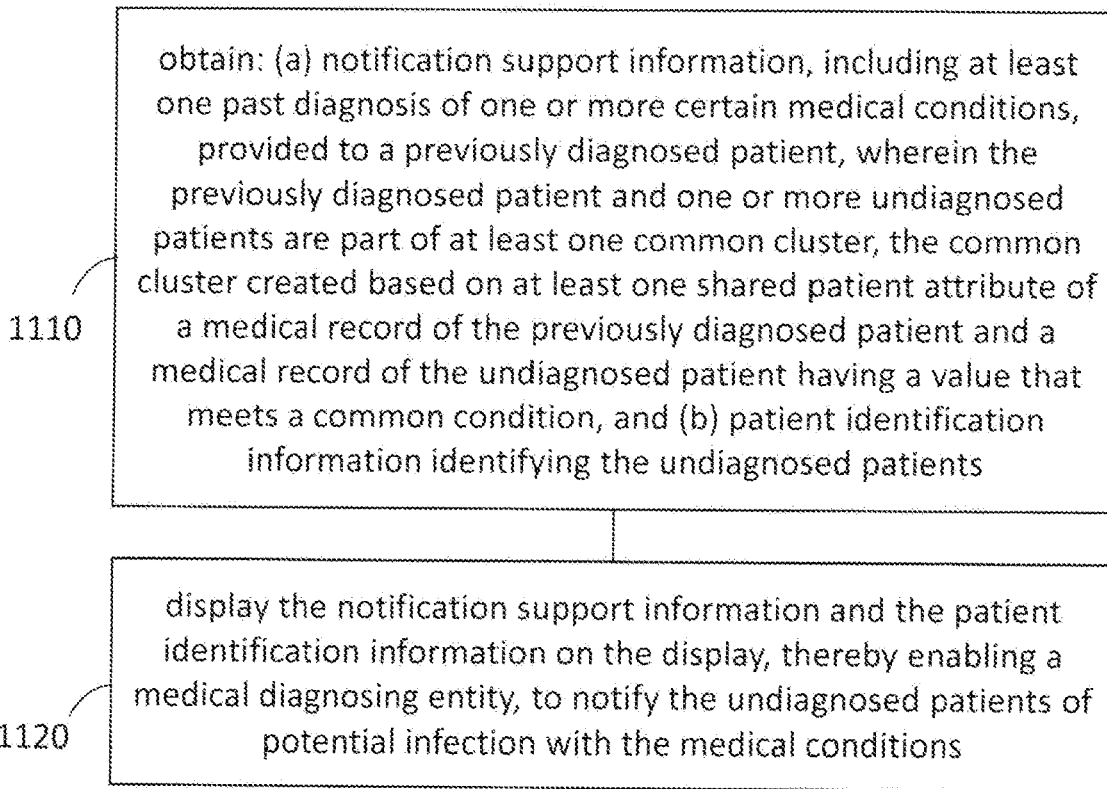 obtain: (a) notification support information, including at least
one past diagnosis of one or more certain medical conditions,
provided to a previously diagnosed patient, wherein the
previously diagnosed patient and one or more undiagnosed
patients are part of at least one common cluster, the common
cluster created based on at least one shared patient attribute of
a medical record of the previously diagnosed patient and a
medical record of the undiagnosed patient having a value that
meets a common condition, and (b) patient identification
information identifying the undiagnosed patients
1110
display the notification support information and the patient
identification information on the display, thereby enabling a
medical diagnosing entity, to notify the undiagnosed patients of
potential infection with the medical conditions
1120